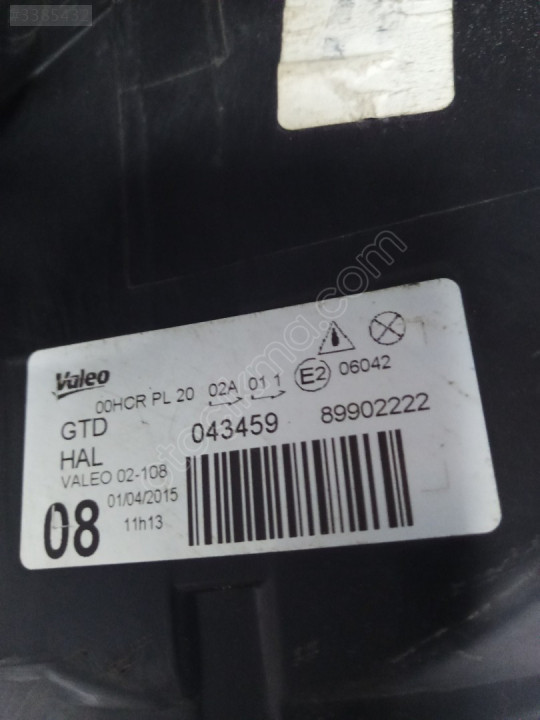 #3385432
Valeo
00HCR PL 20 02A 01 1 E2 06042
GTD 043459 89902222
HAL
VALEO 02-108
08 01/04/2015
11h13